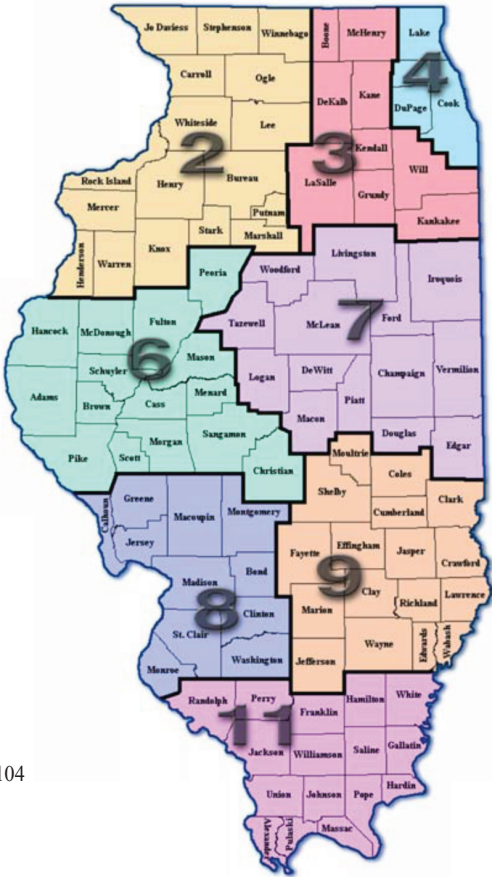 Jo Daviess Stephenson Winnebago Boone McHenry Lake
Carroll Ogle DeKalb Kane DuPage Cook
4
Whiteside Lee
2
3
Kendall Will
Rock Island Henry Bureau LaSalle Grundy
Mercer Putnam
Kankakee
Henderson Warren Knox Stark Marshall
Peoria Woodford Livingston Iroquois
Hancock McDonough Fulton Tazewell McLean Ford
7
Mason
6
Schuyler
Adams Brown Cass Menard Logan DeWitt Champaign Vermilion
Piatt
Macon
Pike Scott Morgan Sangamon Christian Douglas Edgar
Moultrie Coles
Shelby Clark
Cumberland
Calhoun Greene Macoupin Montgomery
Jersey Fayette Effingham Jasper Crawford
9
Bond
Madison Clay Lawrence
8
Clinton Marion Richland
St. Clair Wayne Edwards Wabash
Washington Jefferson
Monroe
Randolph Perry Franklin Hamilton White
11
Jackson Williamson Saline Gallatin
Hardin
104
Union Johnson Pope
Alexander Pulaski Massac